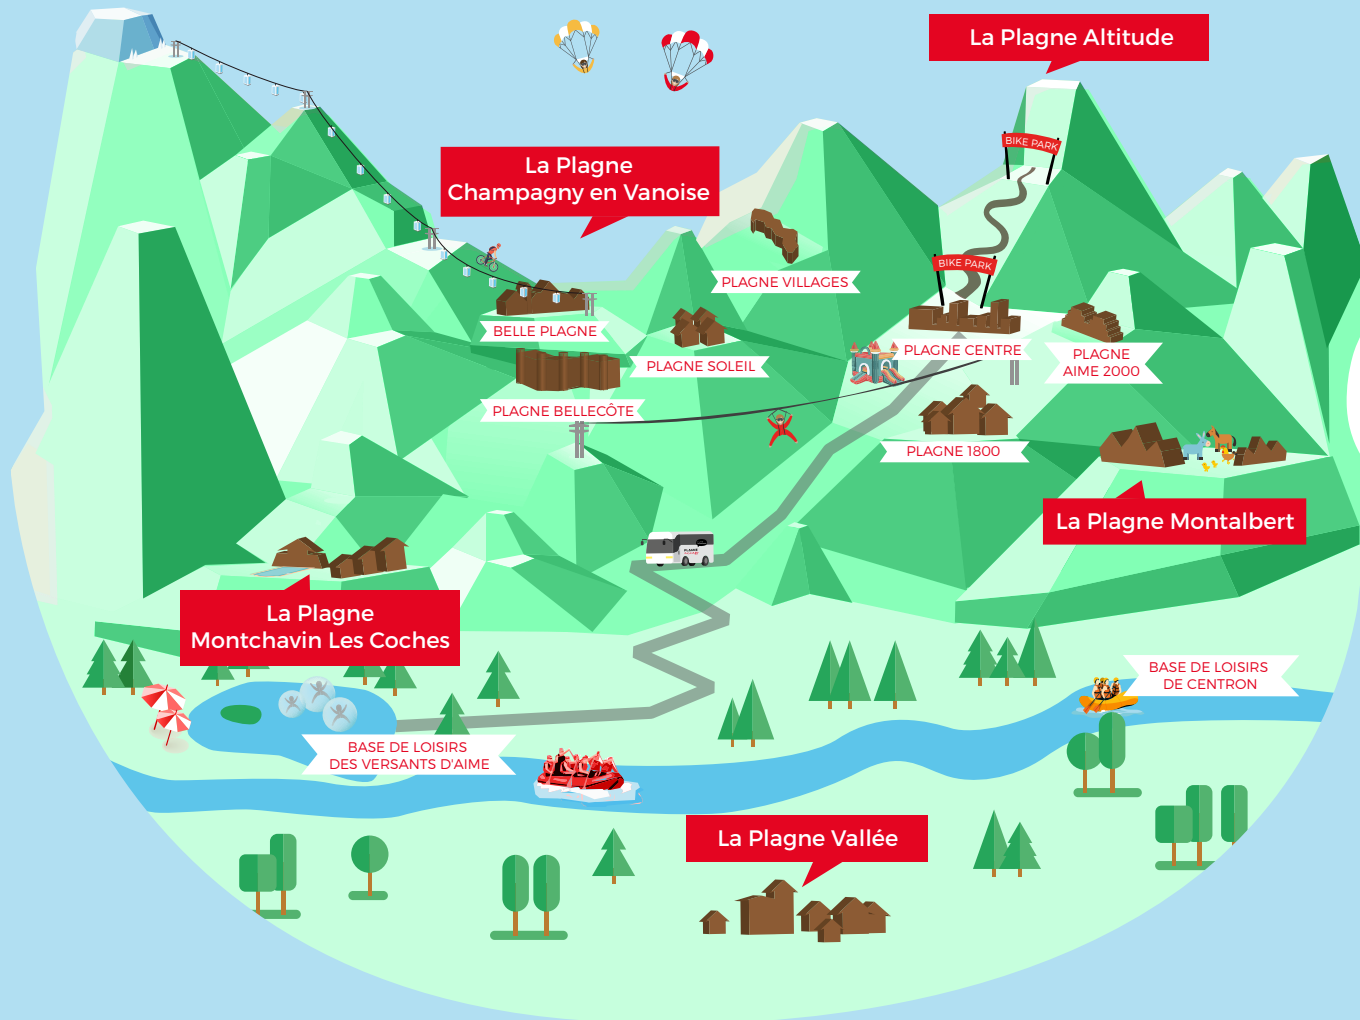 La Plagne Altitude
BIKE PARK
La Plagne
Champagny en Vanoise
BIKE PARK
PLAGNE VILLAGES
BELLE PLAGNE
PLAGNE SOLEIL
PLAGNE CENTRE
PLAGNE
AIME 2000
PLAGNE BELLECÔTE
PLAGNE 1800
La Plagne Montalbert
La Plagne
Montchavin Les Coches
BASE DE LOISIRS
DE CENTRON
BASE DE LOISIRS
DES VERSANTS D'AIME
La Plagne Vallée